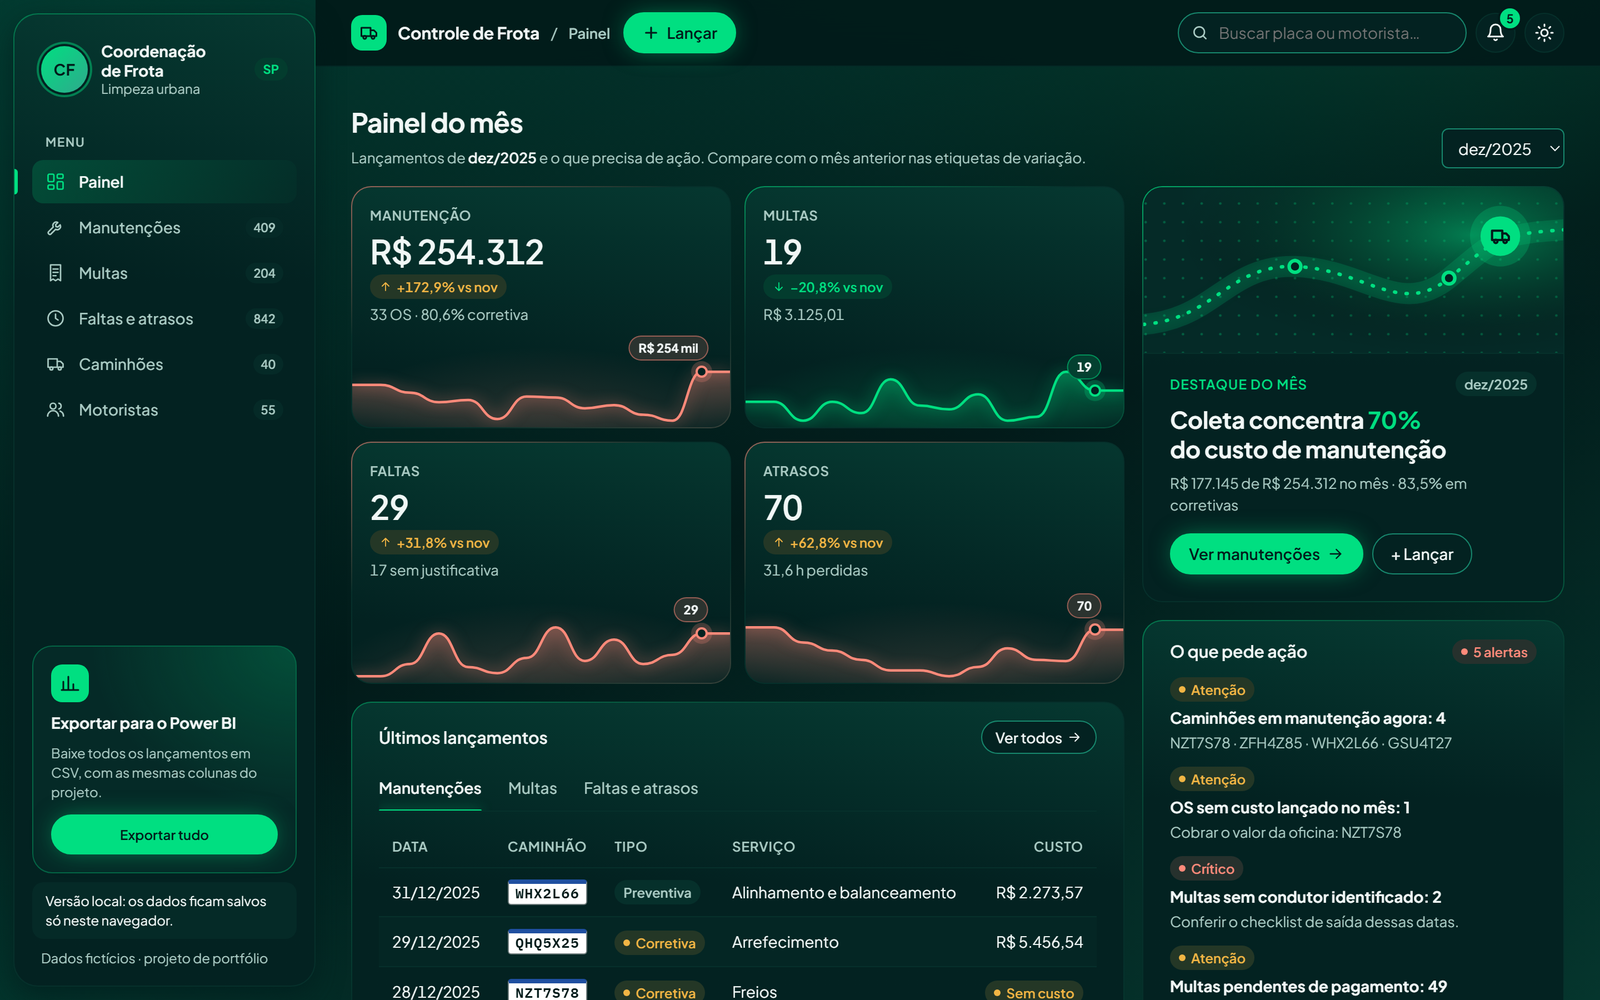 CF
Coordenação
de Frota
Limpeza urbana
SP
MENU
Painel
Manutenções 409
Multas 204
Faltas e atrasos 842
Caminhões 40
Motoristas 55
Exportar para o Power BI
Baixe todos os lançamentos em
CSV, com as mesmas colunas do
projeto.
Exportar tudo
Versão local: os dados ficam salvos
só neste navegador.
Dados fictícios · projeto de portfólio
Controle de Frota / Painel
+ Lançar
Buscar placa ou motorista...
5
Painel do mês
Lançamentos de dez/2025 e o que precisa de ação. Compare com o mês anterior nas etiquetas de variação.
dez/2025
MANUTENÇÃO
R$ 254.312
↑ +172,9% vs nov
33 OS · 80,6% corretiva
R$ 254 mil
MULTAS
19
↓ −20,8% vs nov
R$ 3.125,01
19
FALTAS
29
↑ +31,8% vs nov
17 sem justificativa
29
ATRASOS
70
↑ +62,8% vs nov
31,6 h perdidas
70
DESTAQUE DO MÊS
dez/2025
Coleta concentra 70%
do custo de manutenção
R$ 177.145 de R$ 254.312 no mês · 83,5% em
corretivas
Ver manutenções →
+ Lançar
Últimos lançamentos
Ver todos →
Manutenções Multas Faltas e atrasos
DATA CAMINHÃO TIPO SERVIÇO CUSTO
31/12/2025 WHX2L66 Preventiva Alinhamento e balanceamento R$ 2.273,57
29/12/2025 QHQ5X25 Corretiva Arrefecimento R$ 5.456,54
28/12/2025 NZT7S78 Corretiva Freios Sem custo
O que pede ação
5 alertas
Atenção
Caminhões em manutenção agora: 4
NZT7S78 · ZFH4Z85 · WHX2L66 · GSU4T27
Atenção
OS sem custo lançado no mês: 1
Cobrar o valor da oficina: NZT7S78
Crítico
Multas sem condutor identificado: 2
Conferir o checklist de saída dessas datas.
Atenção
Multas pendentes de pagamento: 49